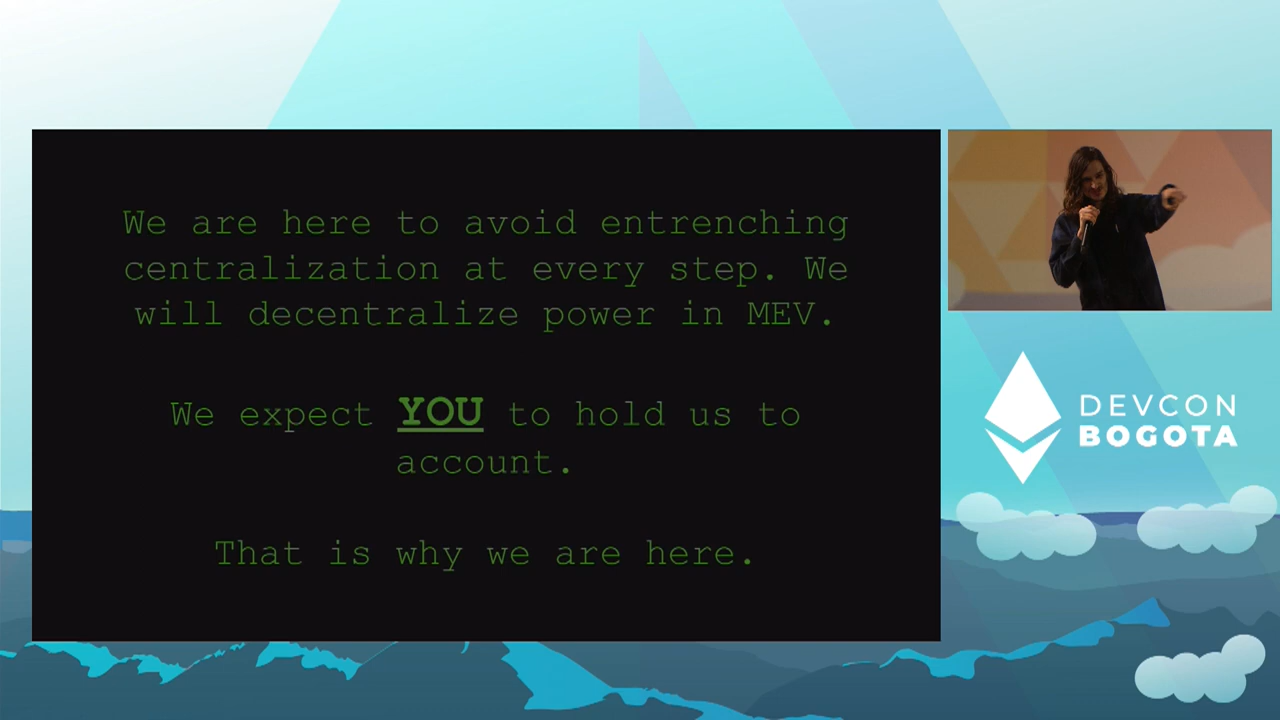 We are here to avoid entrenching
centralization at every step. We
will decentralize power in MEV.
We expect YOU to hold us to
account.
That is why we are here.
DEVCON
BOGOTA